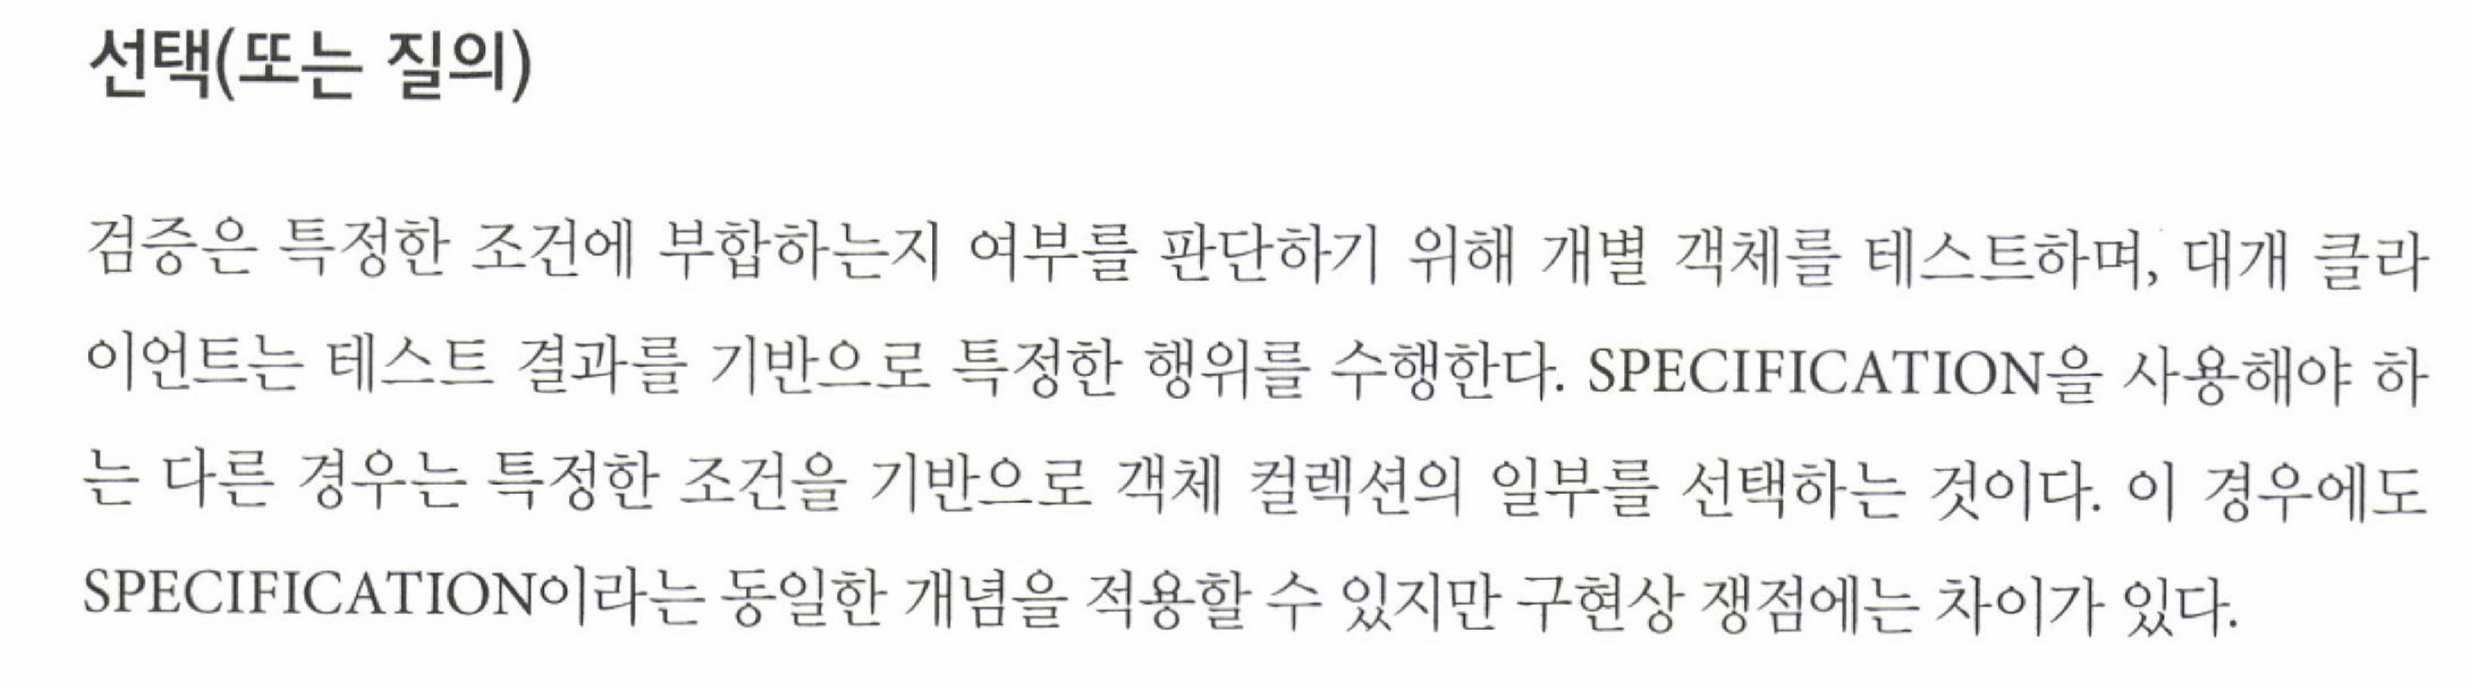 선택(또는 질의)
검증은 특정한 조건에 부합하는지 여부를 판단하기 위해 개별 객체를 테스트하며, 대개 클라
이언트는 테스트 결과를 기반으로 특정한 행위를 수행한다. SPECIFICATION을 사용해야 하
는 다른 경우는 특정한 조건을 기반으로 객체 컬렉션의 일부를 선택하는 것이다. 이 경우에도
SPECIFICATION이라는 동일한 개념을 적용할 수 있지만 구현상 쟁점에는 차이가 있다.